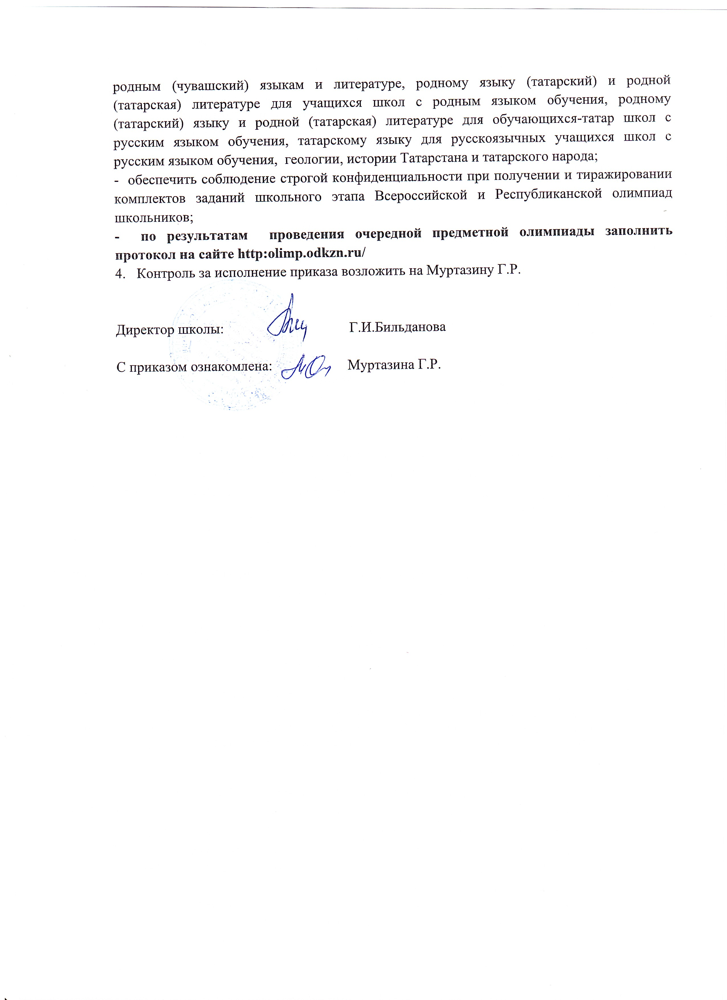 родным (чувашский) языкам и литературе, родному языку (татарский) и родной
(татарская) литературе для учащихся школ с родным языком обучения, родному
(татарский) языку и родной (татарская) литературе для обучающихся-татар школ с
русским языком обучения, татарскому языку для русскоязычных учащихся школ с
русским языком обучения, геологии, истории Татарстана и татарского народа;
- обеспечить соблюдение строгой конфиденциальности при получении и тиражировании
комплектов заданий школьного этапа Всероссийской и Республиканской олимпиад
школьников;
- по результатам проведения очередной предметной олимпиады заполнить
протокол на сайте http:olimp.odkzn.ru/
4. Контроль за исполнение приказа возложить на Муртазину Г.Р.
Директор школы: Г.И.Бильданова
С приказом ознакомлена: Муртазина Г.Р.